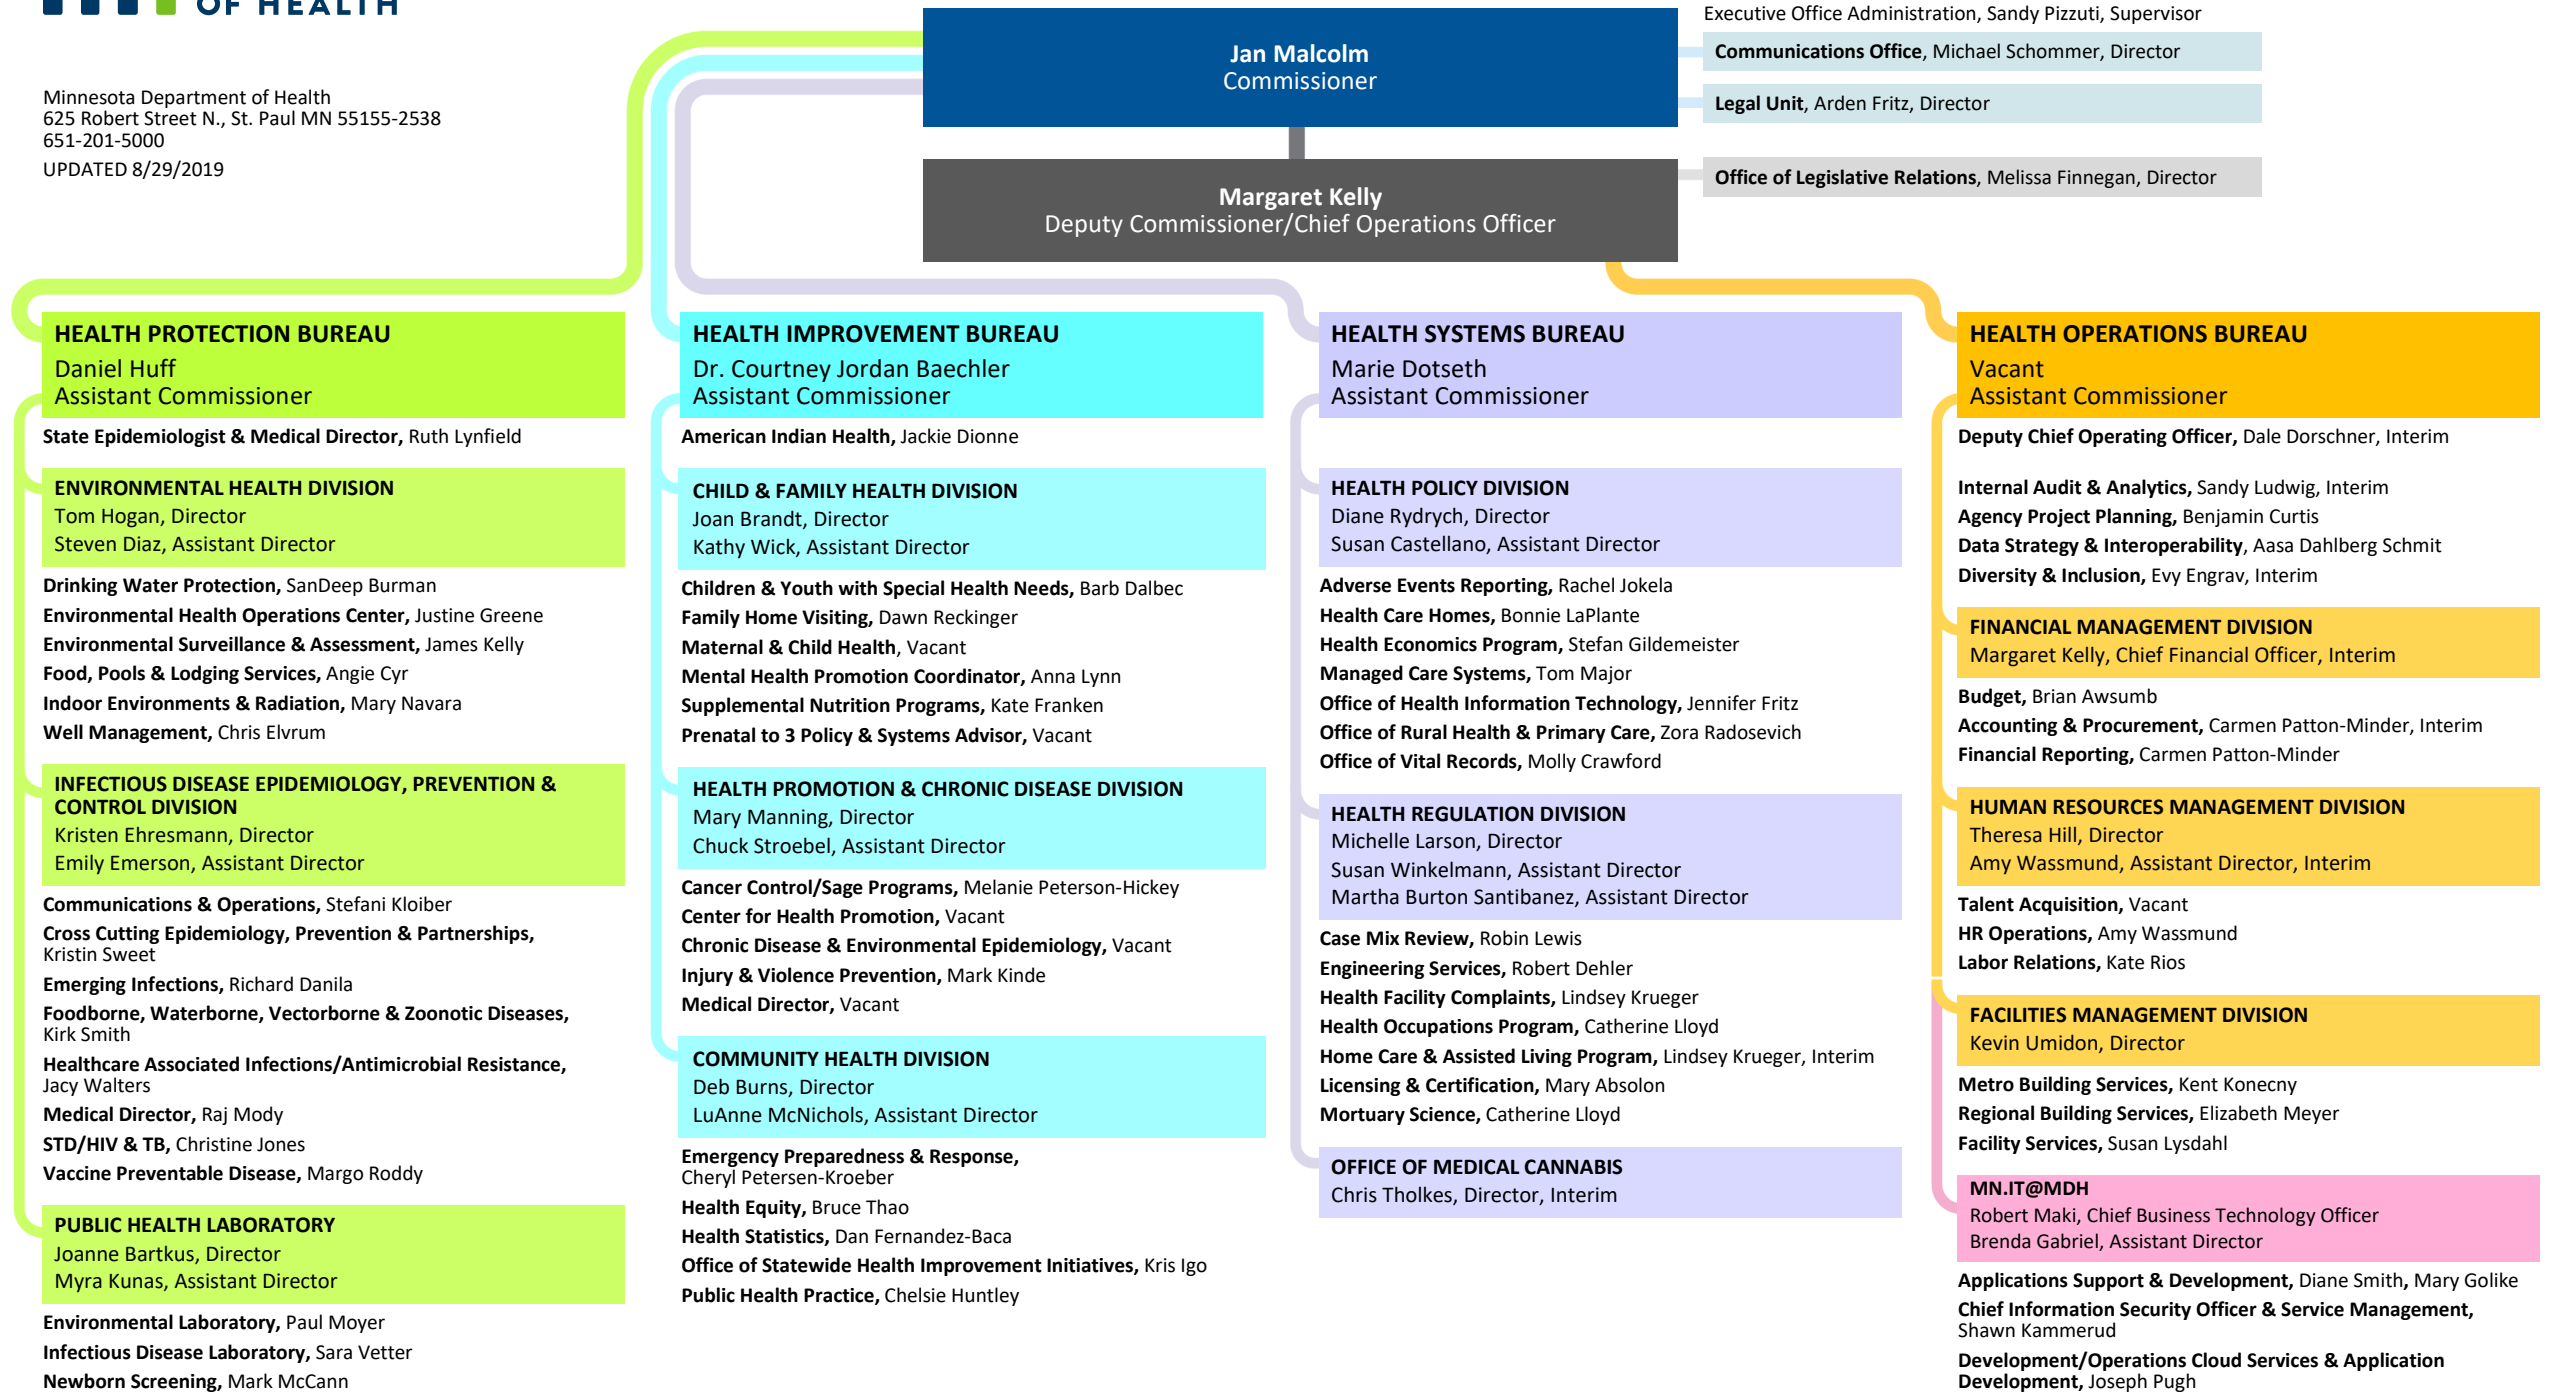 OF HEALTH
Minnesota Department of Health
625 Robert Street N., St. Paul MN 55155-2538
651-201-5000
UPDATED 8/29/2019
Jan Malcolm
Commissioner
Margaret Kelly
Deputy Commissioner/Chief Operations Officer
Executive Office Administration, Sandy Pizzuti, Supervisor
Communications Office, Michael Schommer, Director
Legal Unit, Arden Fritz, Director
Office of Legislative Relations, Melissa Finnegan, Director
HEALTH PROTECTION BUREAU
Daniel Huff
Assistant Commissioner
State Epidemiologist & Medical Director, Ruth Lynfield
ENVIRONMENTAL HEALTH DIVISION
Tom Hogan, Director
Steven Diaz, Assistant Director
Drinking Water Protection, SanDeep Burman
Environmental Health Operations Center, Justine Greene
Environmental Surveillance & Assessment, James Kelly
Food, Pools & Lodging Services, Angie Cyr
Indoor Environments & Radiation, Mary Navara
Well Management, Chris Elvrum
INFECTIOUS DISEASE EPIDEMIOLOGY, PREVENTION &
CONTROL DIVISION
Kristen Ehresmann, Director
Emily Emerson, Assistant Director
Communications & Operations, Stefani Kloiber
Cross Cutting Epidemiology, Prevention & Partnerships,
Kristin Sweet
Emerging Infections, Richard Danila
Foodborne, Waterborne, Vectorborne & Zoonotic Diseases,
Kirk Smith
Healthcare Associated Infections/Antimicrobial Resistance,
Jacy Walters
Medical Director, Raj Mody
STD/HIV & TB, Christine Jones
Vaccine Preventable Disease, Margo Roddy
PUBLIC HEALTH LABORATORY
Joanne Bartkus, Director
Myra Kunas, Assistant Director
Environmental Laboratory, Paul Moyer
Infectious Disease Laboratory, Sara Vetter
Newborn Screening, Mark McCann
HEALTH IMPROVEMENT BUREAU
Dr. Courtney Jordan Baechler
Assistant Commissioner
American Indian Health, Jackie Dionne
CHILD & FAMILY HEALTH DIVISION
Joan Brandt, Director
Kathy Wick, Assistant Director
Children & Youth with Special Health Needs, Barb Dalbec
Family Home Visiting, Dawn Reckinger
Maternal & Child Health, Vacant
Mental Health Promotion Coordinator, Anna Lynn
Supplemental Nutrition Programs, Kate Franken
Prenatal to 3 Policy & Systems Advisor, Vacant
HEALTH PROMOTION & CHRONIC DISEASE DIVISION
Mary Manning, Director
Chuck Stroebel, Assistant Director
Cancer Control/Sage Programs, Melanie Peterson-Hickey
Center for Health Promotion, Vacant
Chronic Disease & Environmental Epidemiology, Vacant
Injury & Violence Prevention, Mark Kinde
Medical Director, Vacant
COMMUNITY HEALTH DIVISION
Deb Burns, Director
LuAnne McNichols, Assistant Director
Emergency Preparedness & Response,
Cheryl Petersen-Kroeber
Health Equity, Bruce Thao
Health Statistics, Dan Fernandez-Baca
Office of Statewide Health Improvement Initiatives, Kris Igo
Public Health Practice, Chelsie Huntley
HEALTH SYSTEMS BUREAU
Marie Dotseth
Assistant Commissioner
HEALTH POLICY DIVISION
Diane Rydrych, Director
Susan Castellano, Assistant Director
Adverse Events Reporting, Rachel Jokela
Health Care Homes, Bonnie LaPlante
Health Economics Program, Stefan Gildemeister
Managed Care Systems, Tom Major
Office of Health Information Technology, Jennifer Fritz
Office of Rural Health & Primary Care, Zora Radosevich
Office of Vital Records, Molly Crawford
HEALTH REGULATION DIVISION
Michelle Larson, Director
Susan Winkelmann, Assistant Director
Martha Burton Santibanez, Assistant Director
Case Mix Review, Robin Lewis
Engineering Services, Robert Dehler
Health Facility Complaints, Lindsey Krueger
Health Occupations Program, Catherine Lloyd
Home Care & Assisted Living Program, Lindsey Krueger, Interim
Licensing & Certification, Mary Absolon
Mortuary Science, Catherine Lloyd
OFFICE OF MEDICAL CANNABIS
Chris Tholkes, Director, Interim
HEALTH OPERATIONS BUREAU
Vacant
Assistant Commissioner
Deputy Chief Operating Officer, Dale Dorschner, Interim
Internal Audit & Analytics, Sandy Ludwig, Interim
Agency Project Planning, Benjamin Curtis
Data Strategy & Interoperability, Aasa Dahlberg Schmit
Diversity & Inclusion, Evy Engrav, Interim
FINANCIAL MANAGEMENT DIVISION
Margaret Kelly, Chief Financial Officer, Interim
Budget, Brian Awsumb
Accounting & Procurement, Carmen Patton-Minder, Interim
Financial Reporting, Carmen Patton-Minder
HUMAN RESOURCES MANAGEMENT DIVISION
Theresa Hill, Director
Amy Wassmund, Assistant Director, Interim
Talent Acquisition, Vacant
HR Operations, Amy Wassmund
Labor Relations, Kate Rios
FACILITIES MANAGEMENT DIVISION
Kevin Umidon, Director
Metro Building Services, Kent Konecny
Regional Building Services, Elizabeth Meyer
Facility Services, Susan Lysdahl
MN.IT@MDH
Robert Maki, Chief Business Technology Officer
Brenda Gabriel, Assistant Director
Applications Support & Development, Diane Smith, Mary Golike
Chief Information Security Officer & Service Management,
Shawn Kammerud
Development/Operations Cloud Services & Application
Development, Joseph Pugh